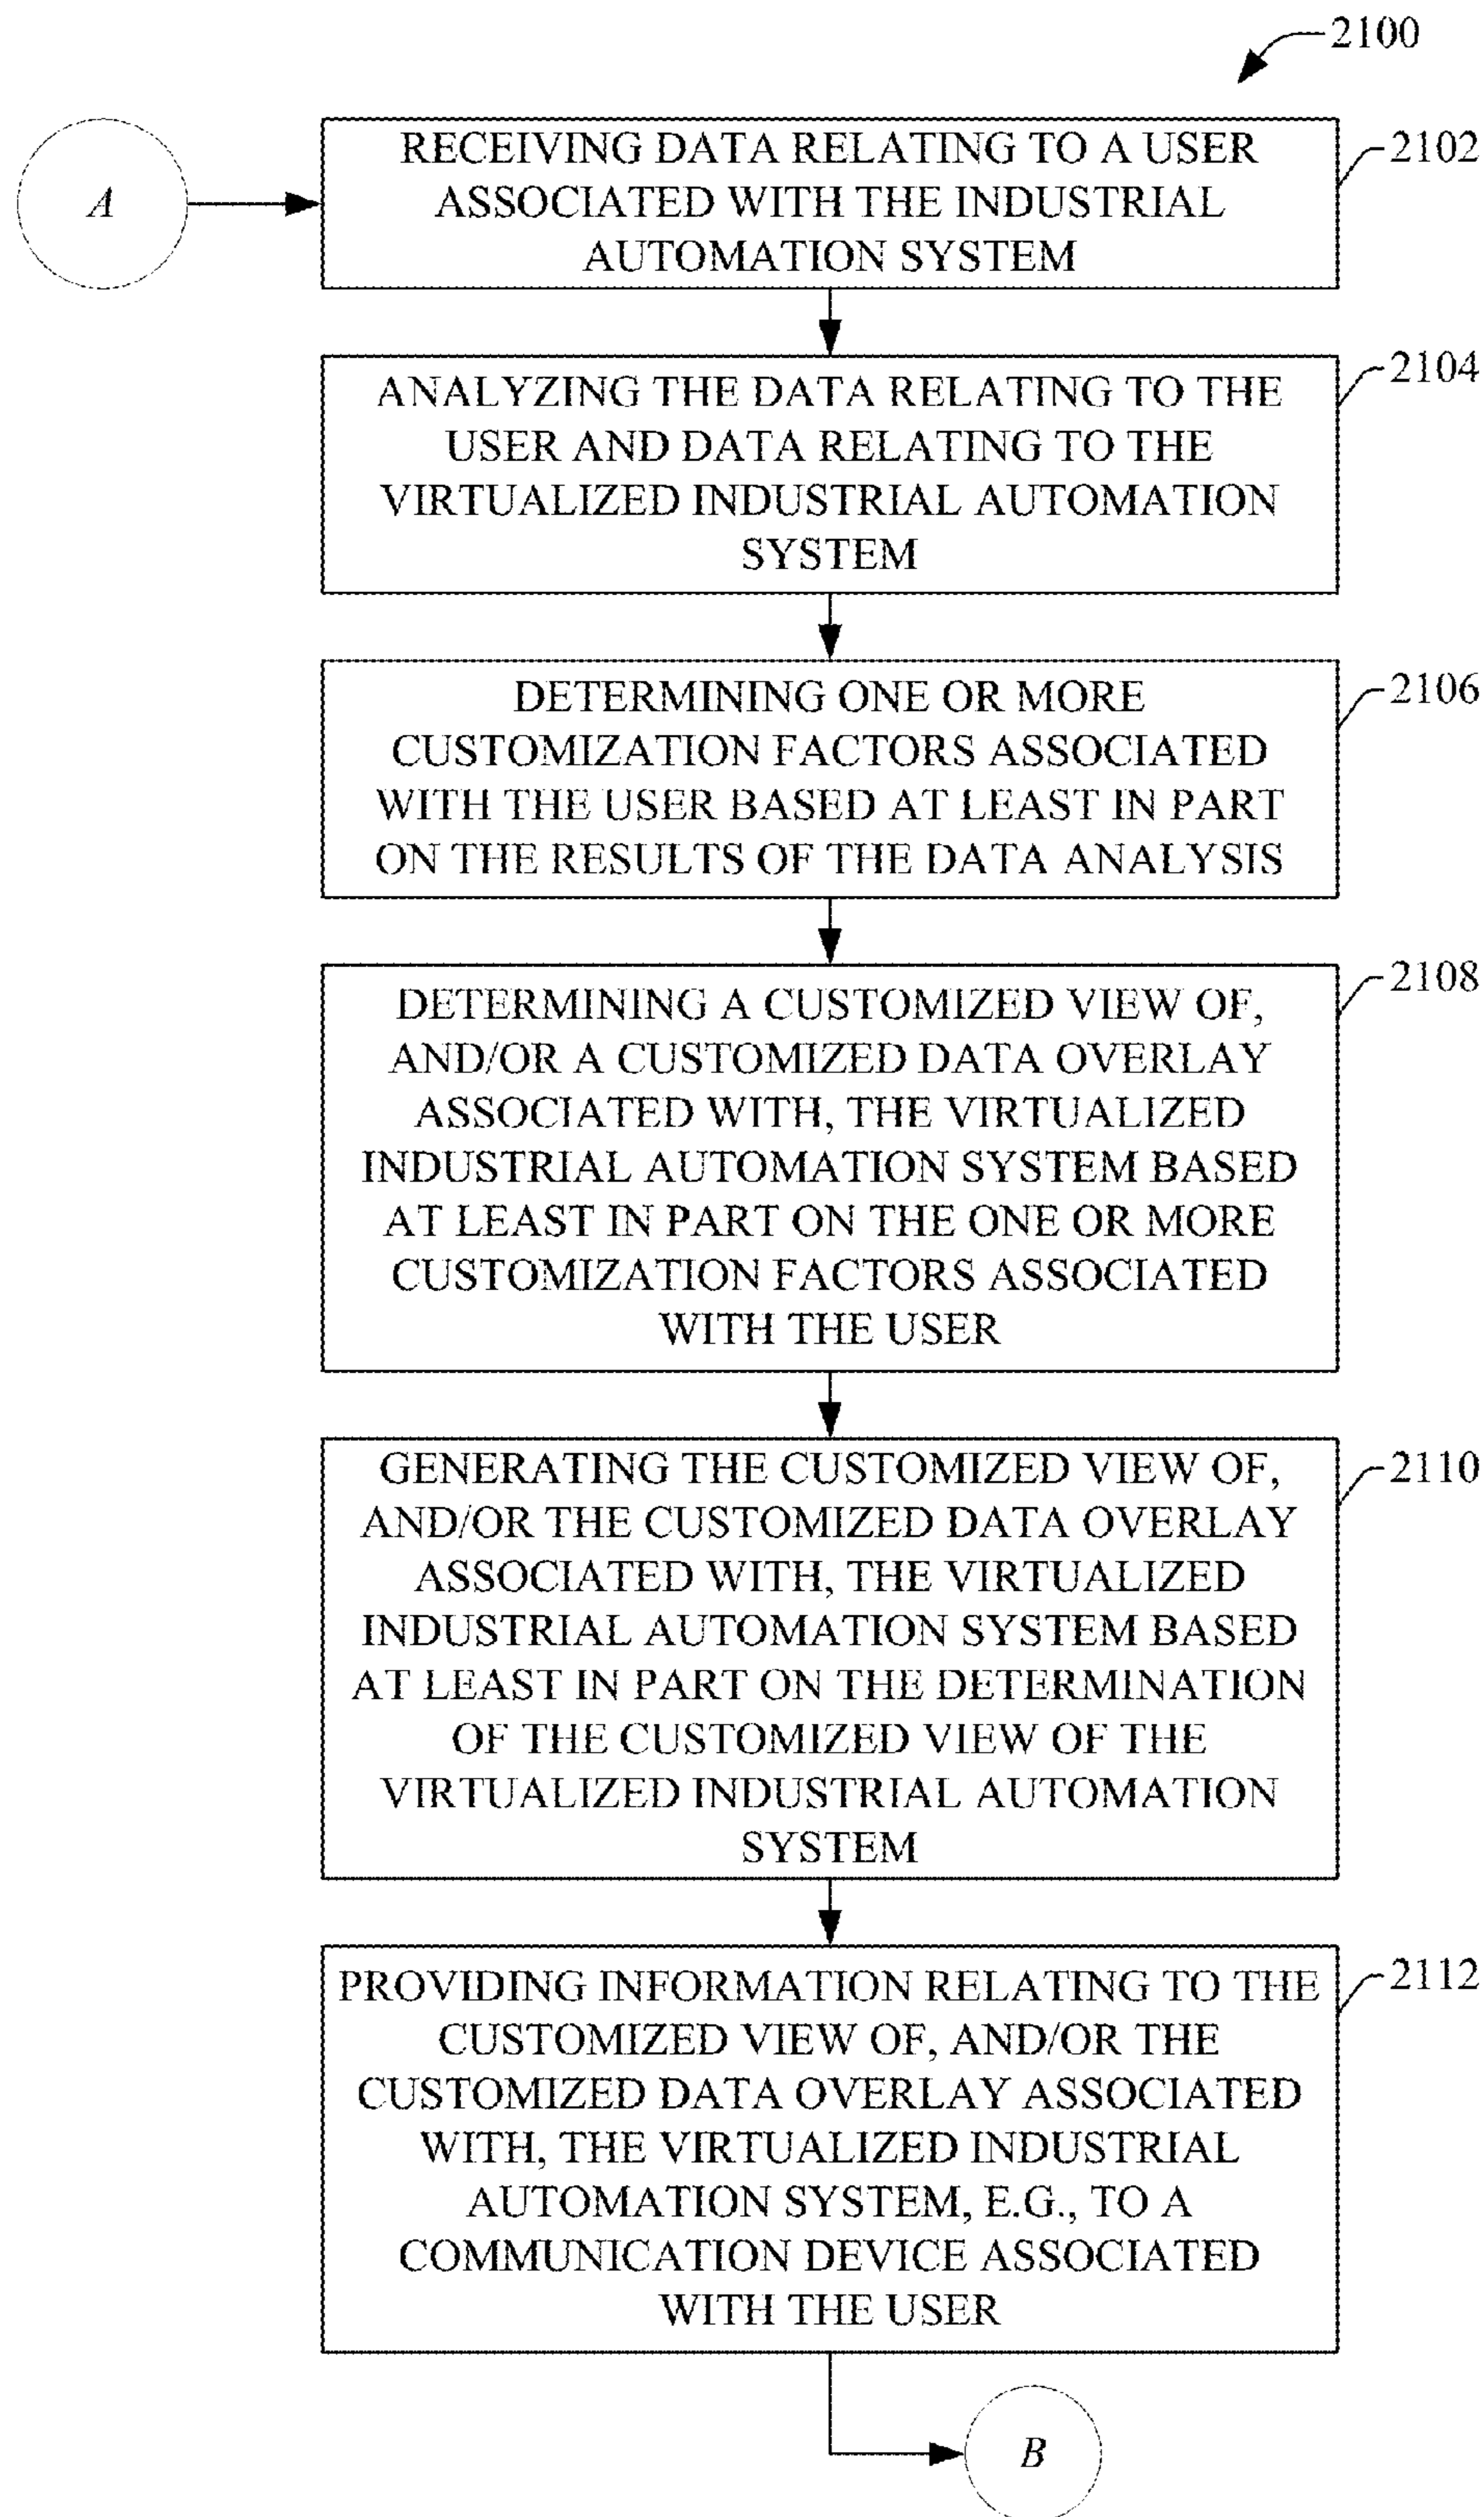 2100
A
RECEIVING DATA RELATING TO A USER
ASSOCIATED WITH THE INDUSTRIAL
AUTOMATION SYSTEM
2102
ANALYZING THE DATA RELATING TO THE
USER AND DATA RELATING TO THE
VIRTUALIZED INDUSTRIAL AUTOMATION
SYSTEM
2104
DETERMINING ONE OR MORE
CUSTOMIZATION FACTORS ASSOCIATED
WITH THE USER BASED AT LEAST IN PART
ON THE RESULTS OF THE DATA ANALYSIS
2106
DETERMINING A CUSTOMIZED VIEW OF,
AND/OR A CUSTOMIZED DATA OVERLAY
ASSOCIATED WITH, THE VIRTUALIZED
INDUSTRIAL AUTOMATION SYSTEM BASED
AT LEAST IN PART ON THE ONE OR MORE
CUSTOMIZATION FACTORS ASSOCIATED
WITH THE USER
2108
GENERATING THE CUSTOMIZED VIEW OF,
AND/OR THE CUSTOMIZED DATA OVERLAY
ASSOCIATED WITH, THE VIRTUALIZED
INDUSTRIAL AUTOMATION SYSTEM BASED
AT LEAST IN PART ON THE DETERMINATION
OF THE CUSTOMIZED VIEW OF THE
VIRTUALIZED INDUSTRIAL AUTOMATION
SYSTEM
2110
PROVIDING INFORMATION RELATING TO THE
CUSTOMIZED VIEW OF, AND/OR THE
CUSTOMIZED DATA OVERLAY ASSOCIATED
WITH, THE VIRTUALIZED INDUSTRIAL
AUTOMATION SYSTEM, E.G., TO A
COMMUNICATION DEVICE ASSOCIATED
WITH THE USER
2112
B